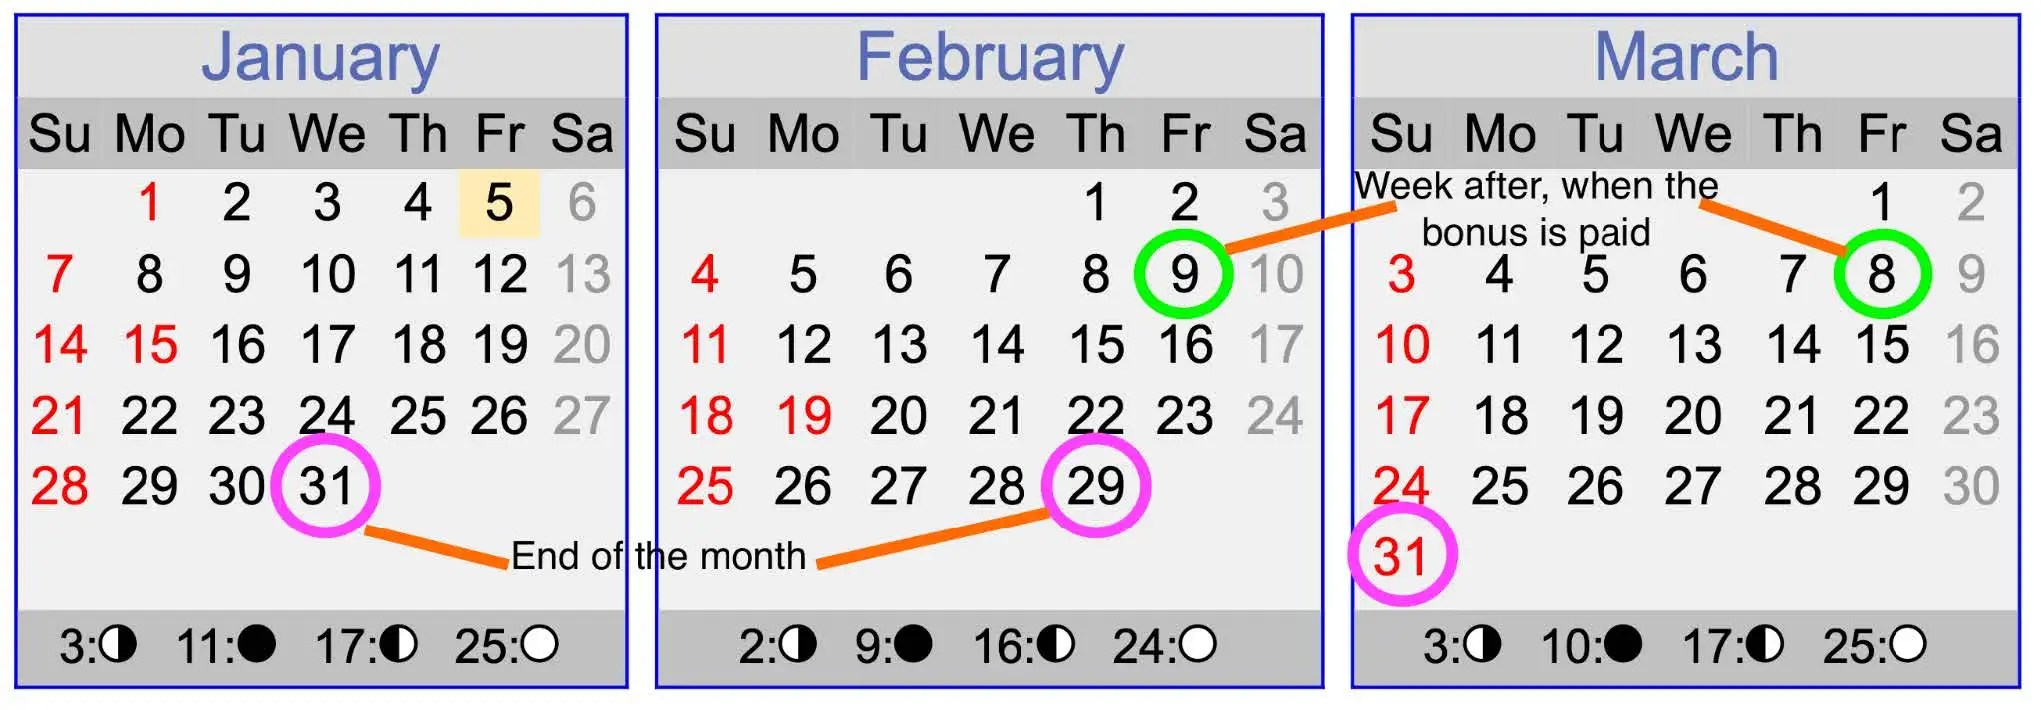 January
Su Mo Tu We Th Fr Sa
1 2 3 4 5 6
7 8 9 10 11 12 13
14 15 16 17 18 19 20
21 22 23 24 25 26 27
28 29 30 31
3: 11: 17: 25:
February
Su Mo Tu We Th Fr Sa
1 2 3
4 5 6 7 8 9 10
11 12 13 14 15 16 17
18 19 20 21 22 23 24
25 26 27 28 29
2: 9: 16: 24:
March
Su Mo Tu We Th Fr Sa
1 2
3 4 5 6 7 8 9
10 11 12 13 14 15 16
17 18 19 20 21 22 23
24 25 26 27 28 29 30
31
3: 10: 17: 25:
Week after, when the
bonus is paid
End of the month